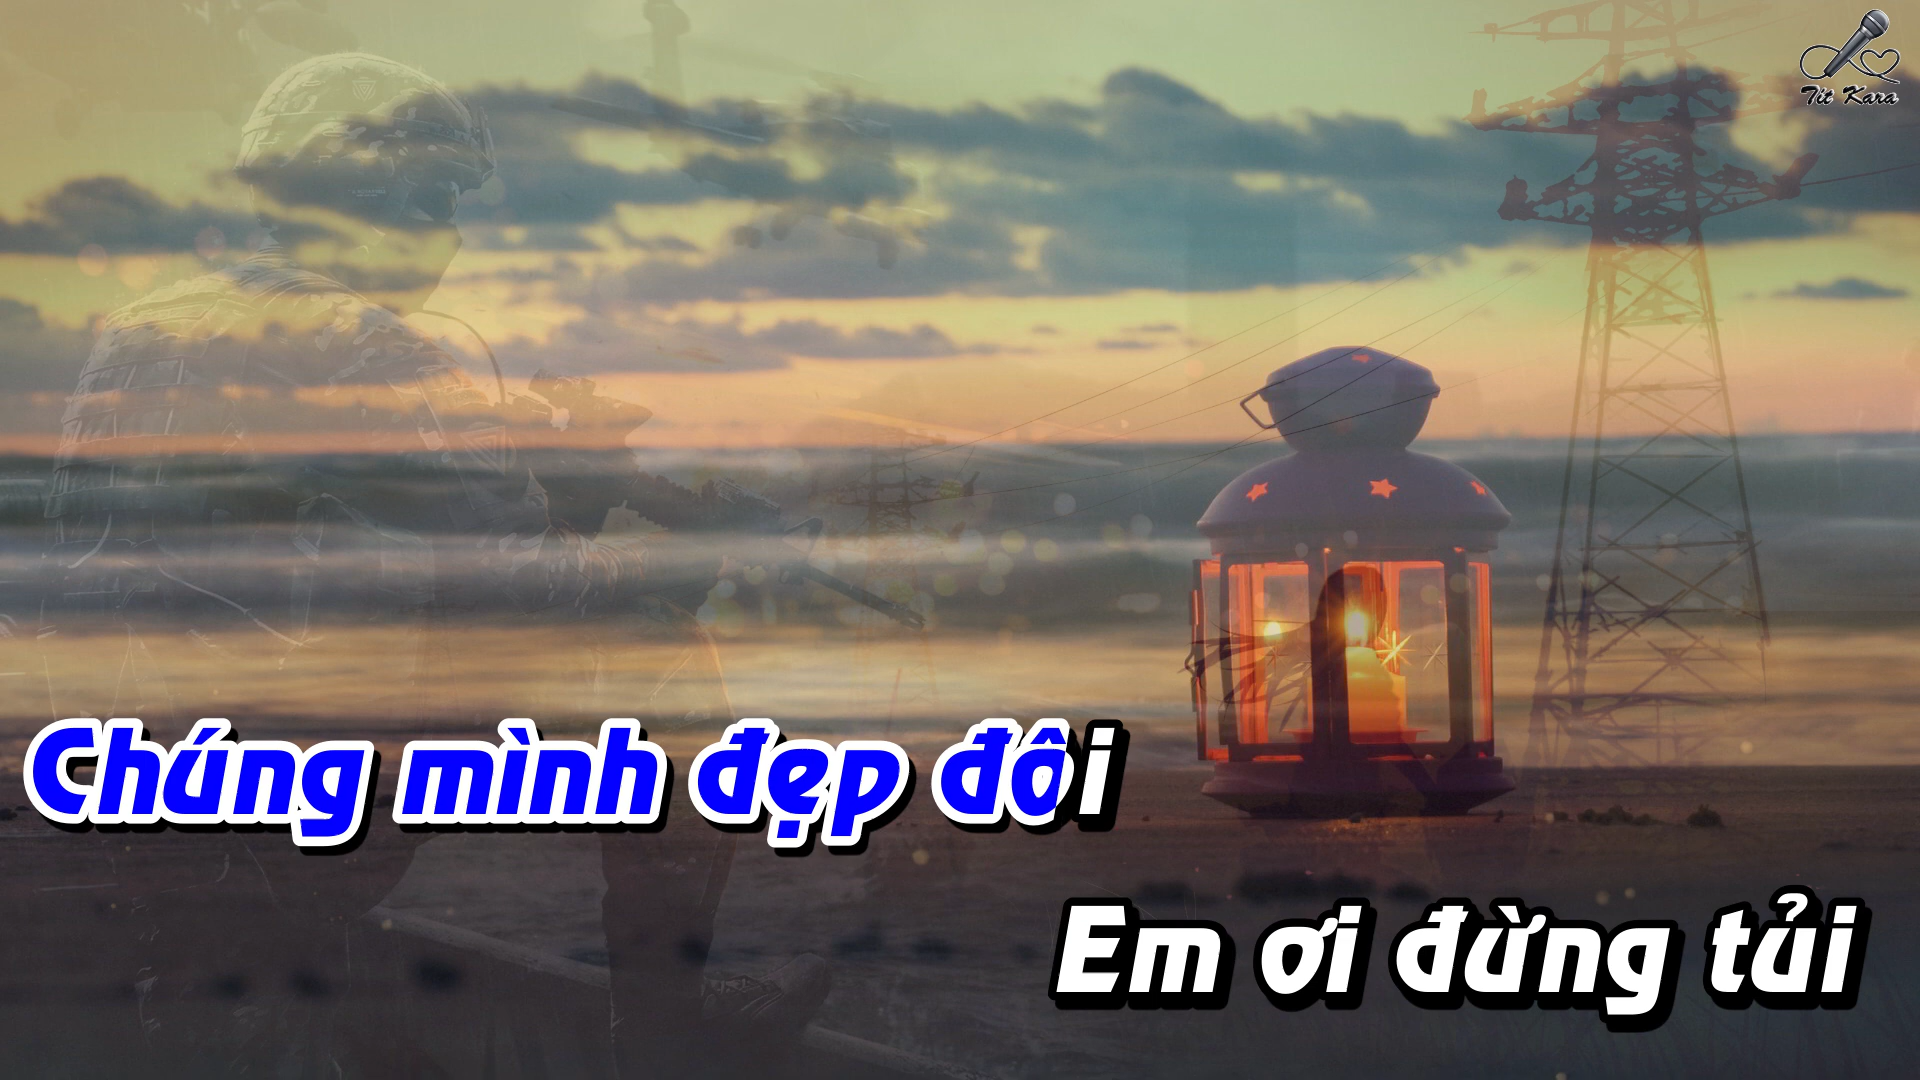 Tít Kara
Chúng mình đẹp đôi
Em ơi đừng tủi